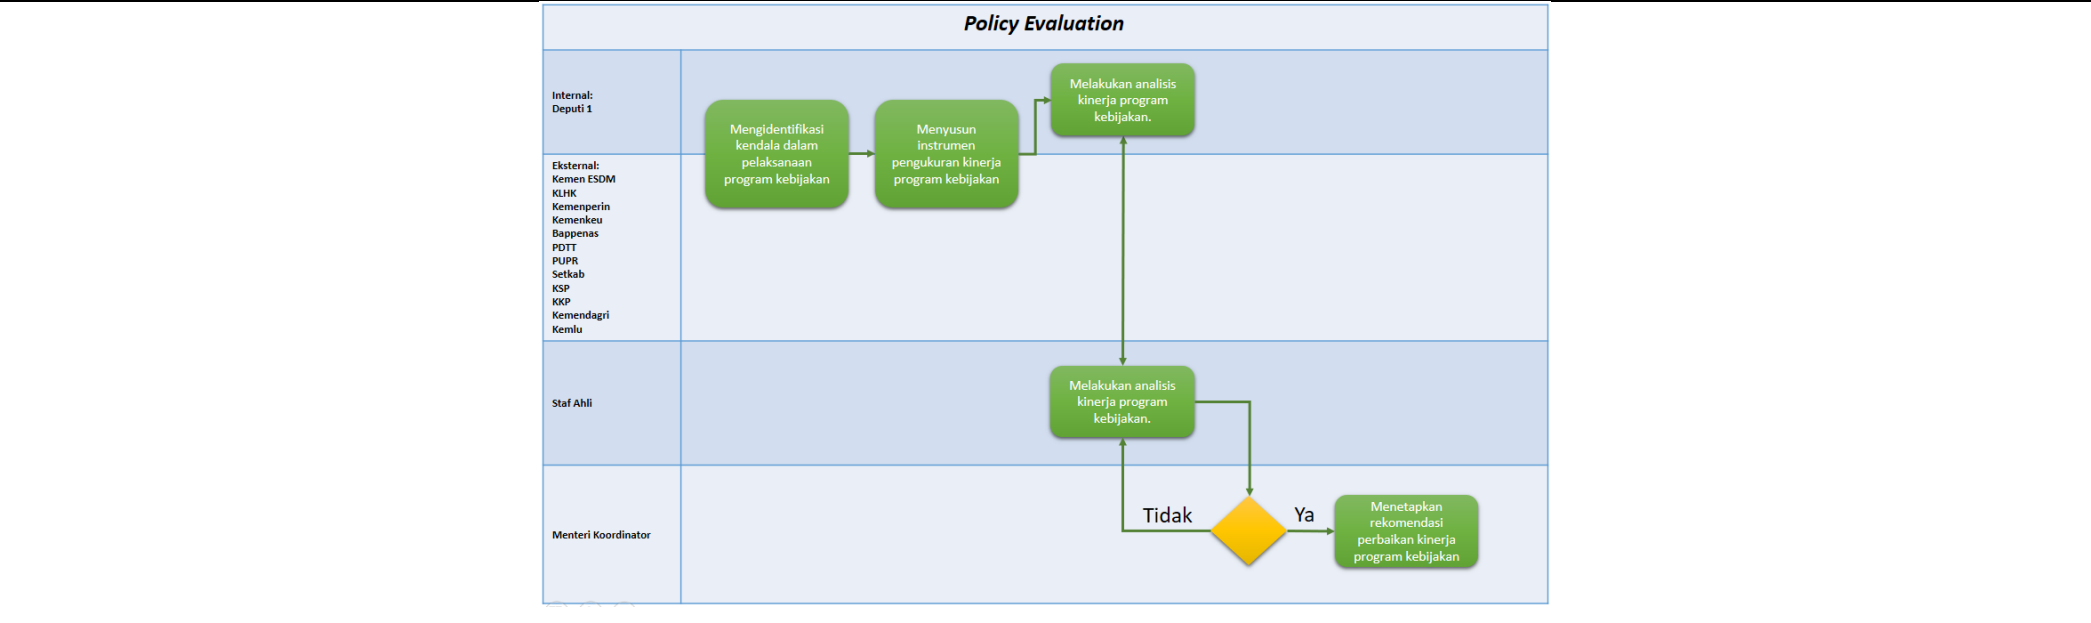 Policy Evaluation
Internal:
Deputi 1
Mengidentifikasi
kendala dalam
pelaksanaan
program kebijakan
Menyusun
instrumen
pengukuran kinerja
program kebijakan
Melakukan analisis
kinerja program
kebijakan.
Eksternal:
Kemen ESDM
KLHK
Kemenperin
Kemenkeu
Bappenas
PDTT
PUPR
Setkab
KSP
KKP
Kemendagri
Kemlu
Staf Ahli
Melakukan analisis
kinerja program
kebijakan.
Menteri Koordinator
Tidak
Ya
Menetapkan
rekomendasi
perbaikan kinerja
program kebijakan